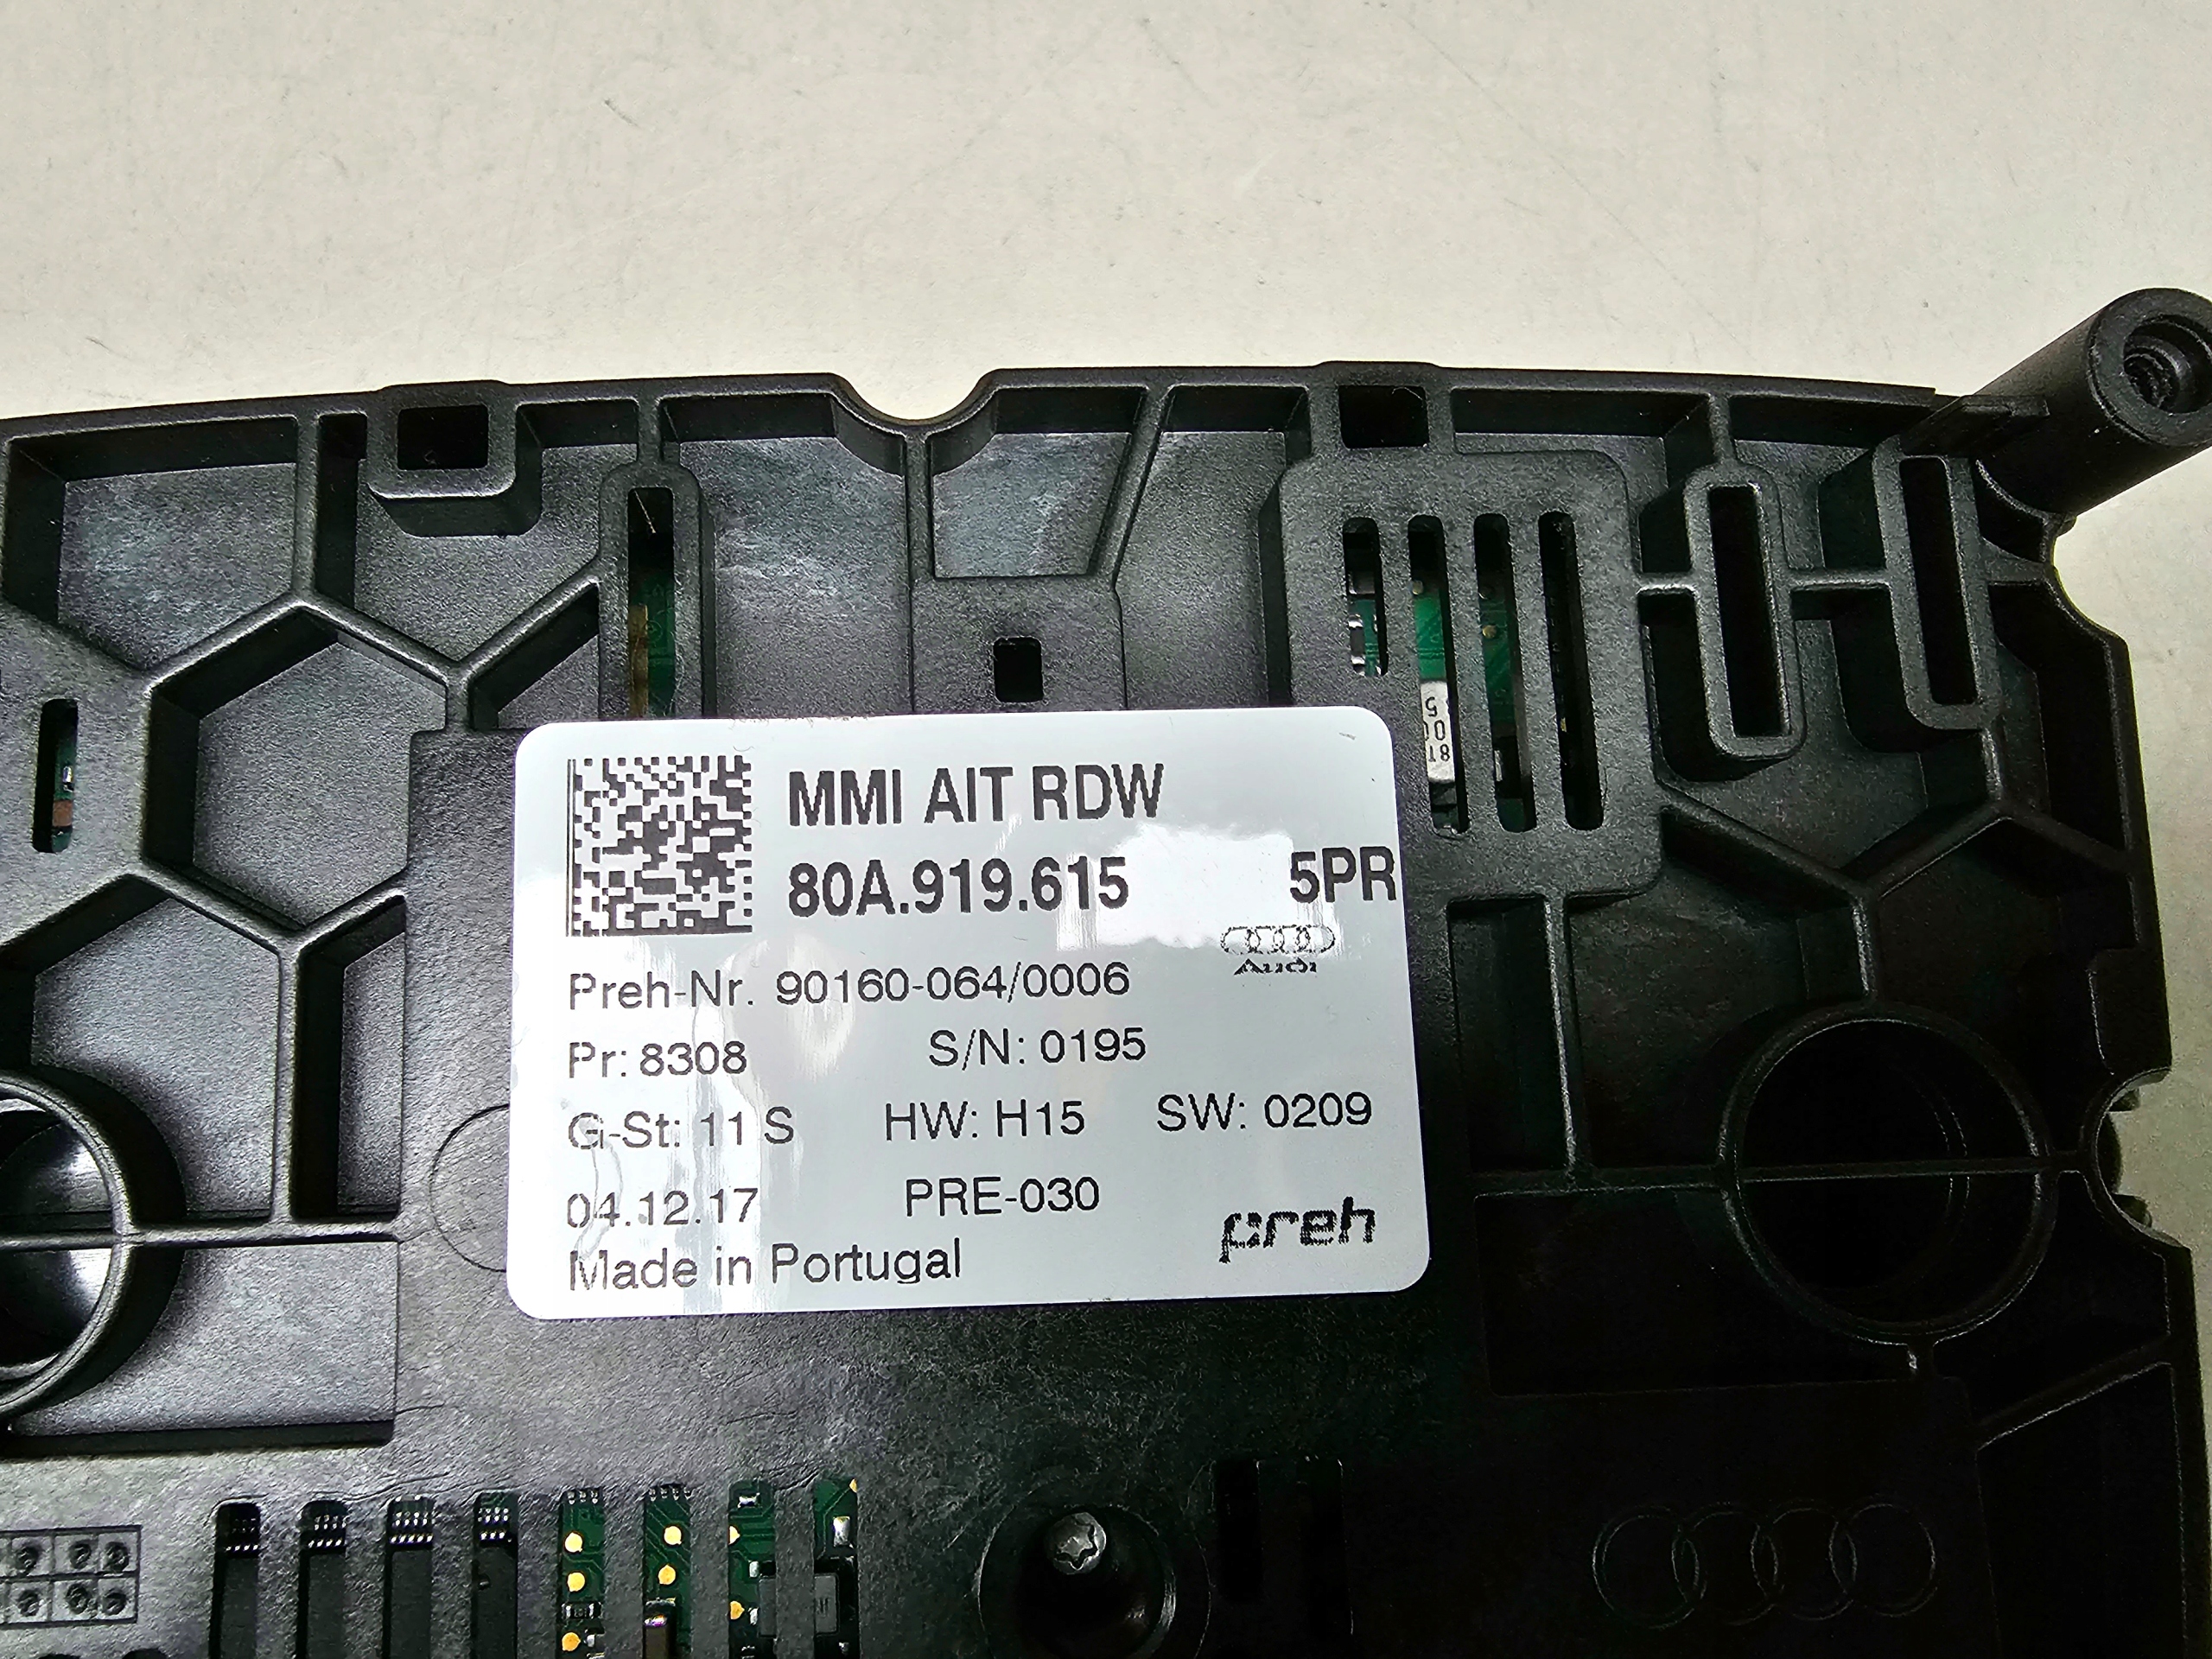 MMI AIT RDW
80A.919.615 5PR
Audi
Preh-Nr. 90160-064/0006
Pr: 8308 S/N: 0195
G-St: 11 S HW: H15 SW: 0209
04.12.17 PRE-030
preh
Made in Portugal